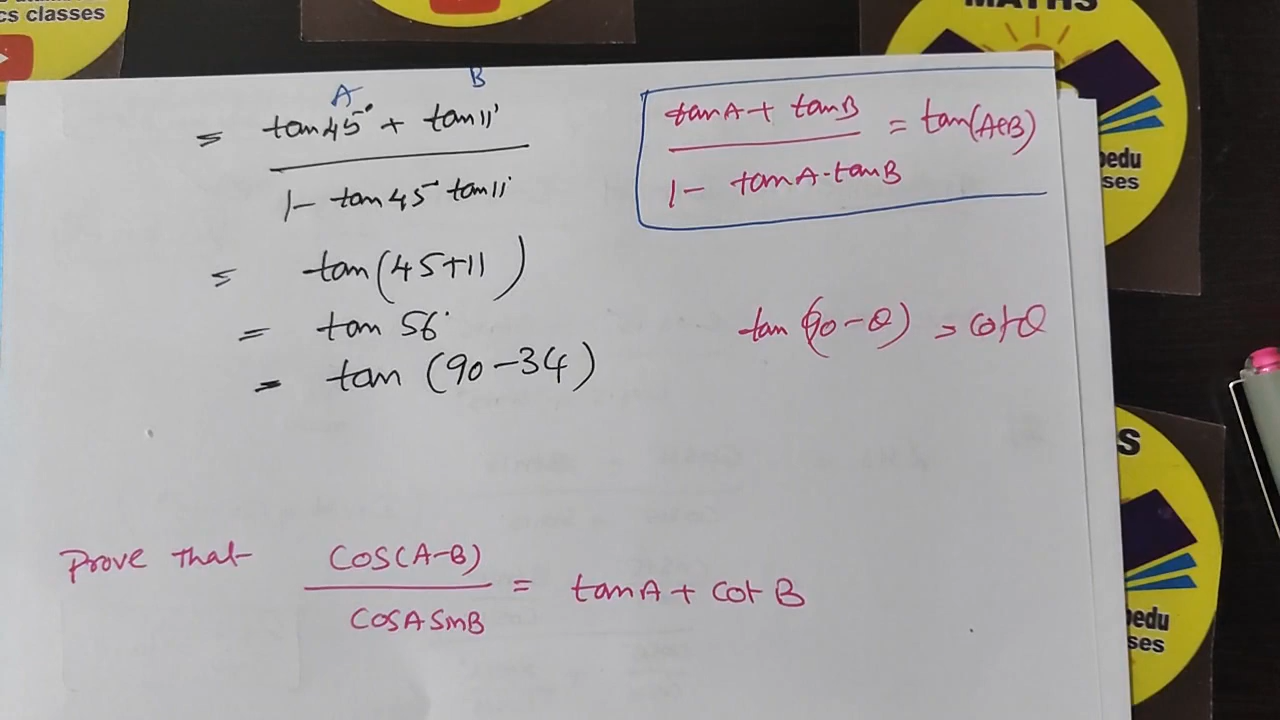 cs classes
MATHS
A B
= tan45° + tan11°
1 - tan45° tan11°
tanA + tanB = tan(A+B)
1 - tanA·tanB
= tan(45+11)
= tan 56°
tan(90-θ) = cotθ
= tan (90-34)
edu
ses
S
edu
ses
Prove that COS(A-B) = tanA + cot B
COSA SinB